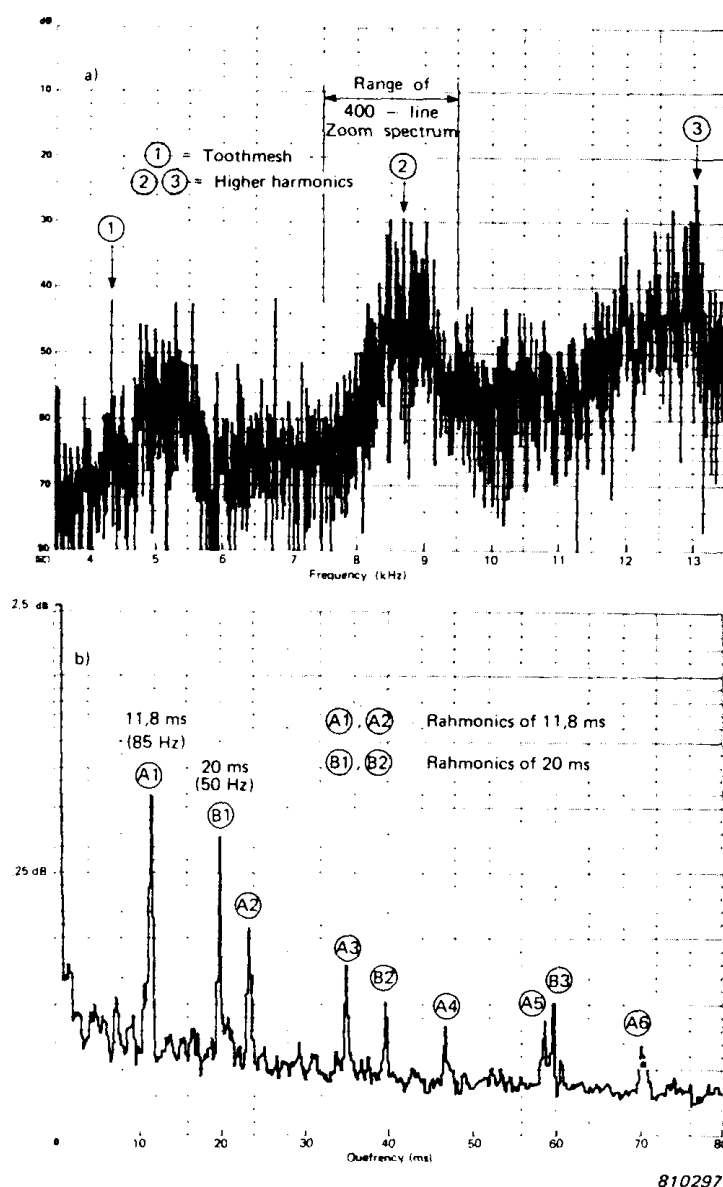 dB
a)
10
20
30
40
50
60
70
80
Range of
400 – line
Zoom spectrum
① = Toothmesh
② ③ = Higher harmonics
①
②
③
4 5 6 7 8 9 10 11 12 13
Frequency (kHz)
2,5 dB
b)
11,8 ms
(85 Hz)
A1
20 ms
(50 Hz)
B1
A1 , A2 Rahmonics of 11,8 ms
B1 , B2 Rahmonics of 20 ms
,25 dB
A2
A3
B2
A4
A5
B3
A6
0 10 20 30 40 50 60 70 80
Quefrency (ms)
810297